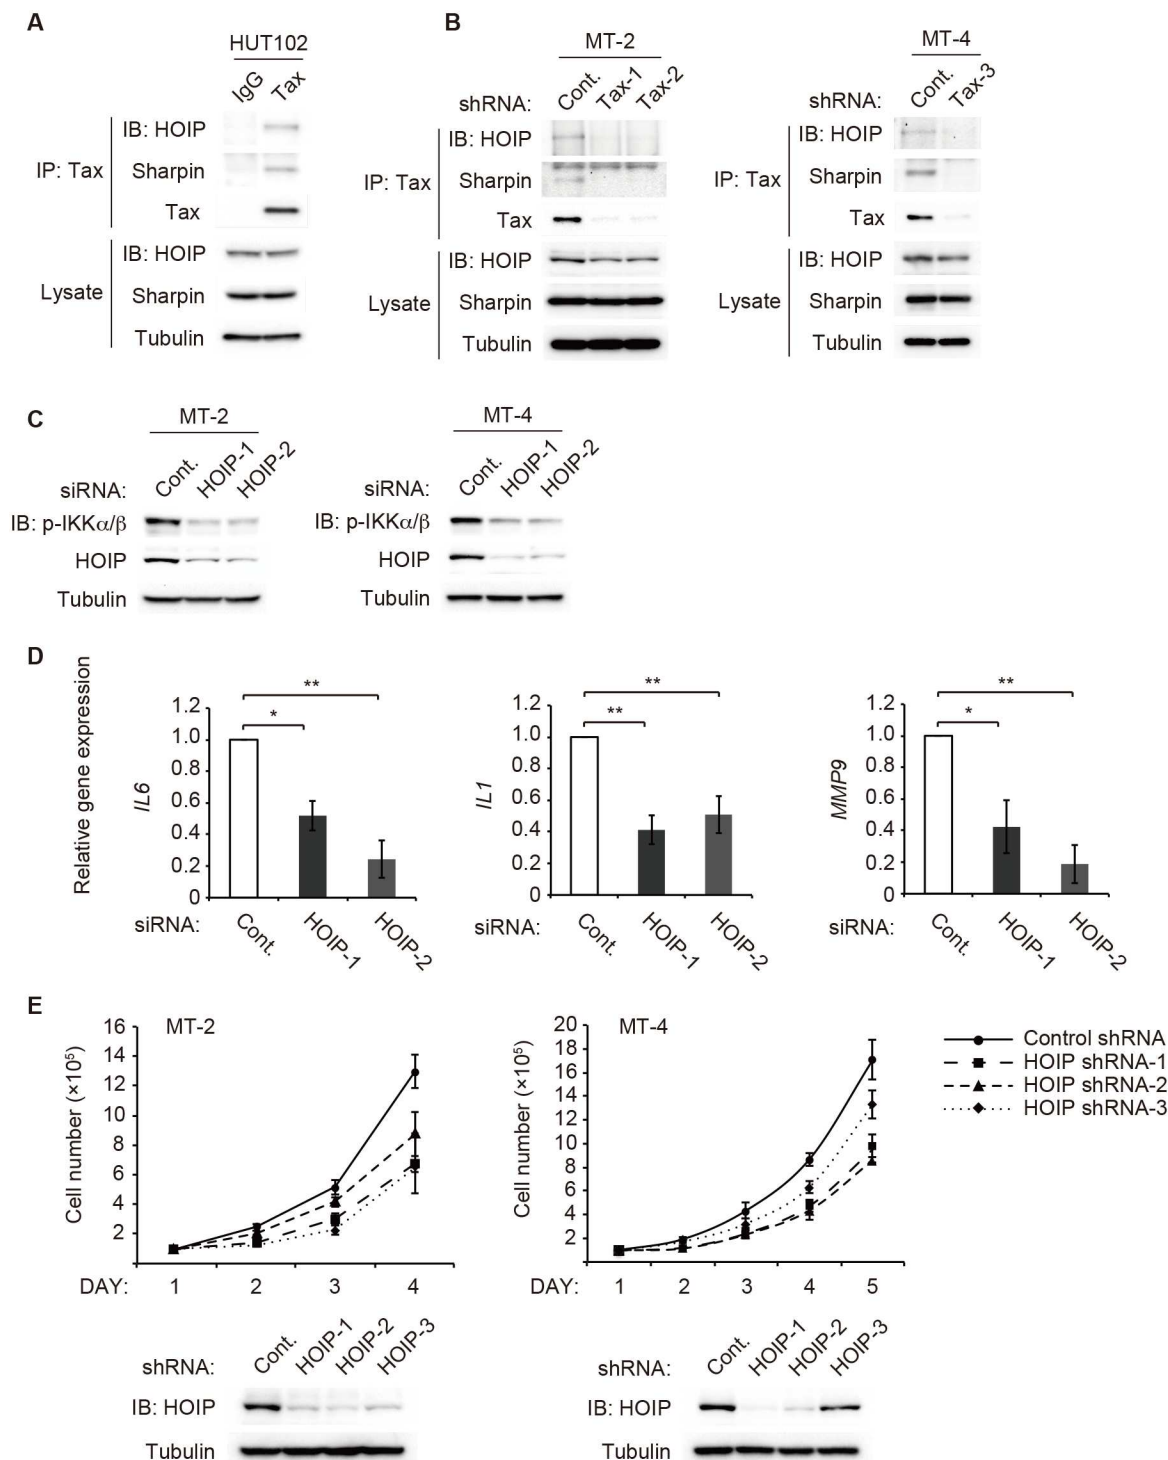 A
HUT102
IgG Tax
IP: Tax
IB: HOIP
Sharpin
Tax
Lysate
IB: HOIP
Sharpin
Tubulin
B
MT-2
shRNA: Cont. Tax-1 Tax-2
IP: Tax
IB: HOIP
Sharpin
Tax
Lysate
IB: HOIP
Sharpin
Tubulin
MT-4
shRNA: Cont. Tax-3
IP: Tax
IB: HOIP
Sharpin
Tax
Lysate
IB: HOIP
Sharpin
Tubulin
C
MT-2
siRNA: Cont. HOIP-1 HOIP-2
IB: p-IKKα/β
HOIP
Tubulin
MT-4
siRNA: Cont. HOIP-1 HOIP-2
IB: p-IKKα/β
HOIP
Tubulin
D
Relative gene expression
IL6
**
*
1.2
1.0
0.8
0.6
0.4
0.2
0
siRNA: Cont. HOIP-1 HOIP-2
IL1
**
**
1.2
1.0
0.8
0.6
0.4
0.2
0
siRNA: Cont. HOIP-1 HOIP-2
MMP9
**
*
1.2
1.0
0.8
0.6
0.4
0.2
0
siRNA: Cont. HOIP-1 HOIP-2
E
MT-2
Cell number (×10⁵)
16
14
12
10
8
6
4
2
DAY: 1 2 3 4
shRNA: Cont. HOIP-1 HOIP-2 HOIP-3
IB: HOIP
Tubulin
MT-4
Cell number (×10⁵)
20
18
16
14
12
10
8
6
4
2
DAY: 1 2 3 4 5
Control shRNA
HOIP shRNA-1
HOIP shRNA-2
HOIP shRNA-3
shRNA: Cont. HOIP-1 HOIP-2 HOIP-3
IB: HOIP
Tubulin